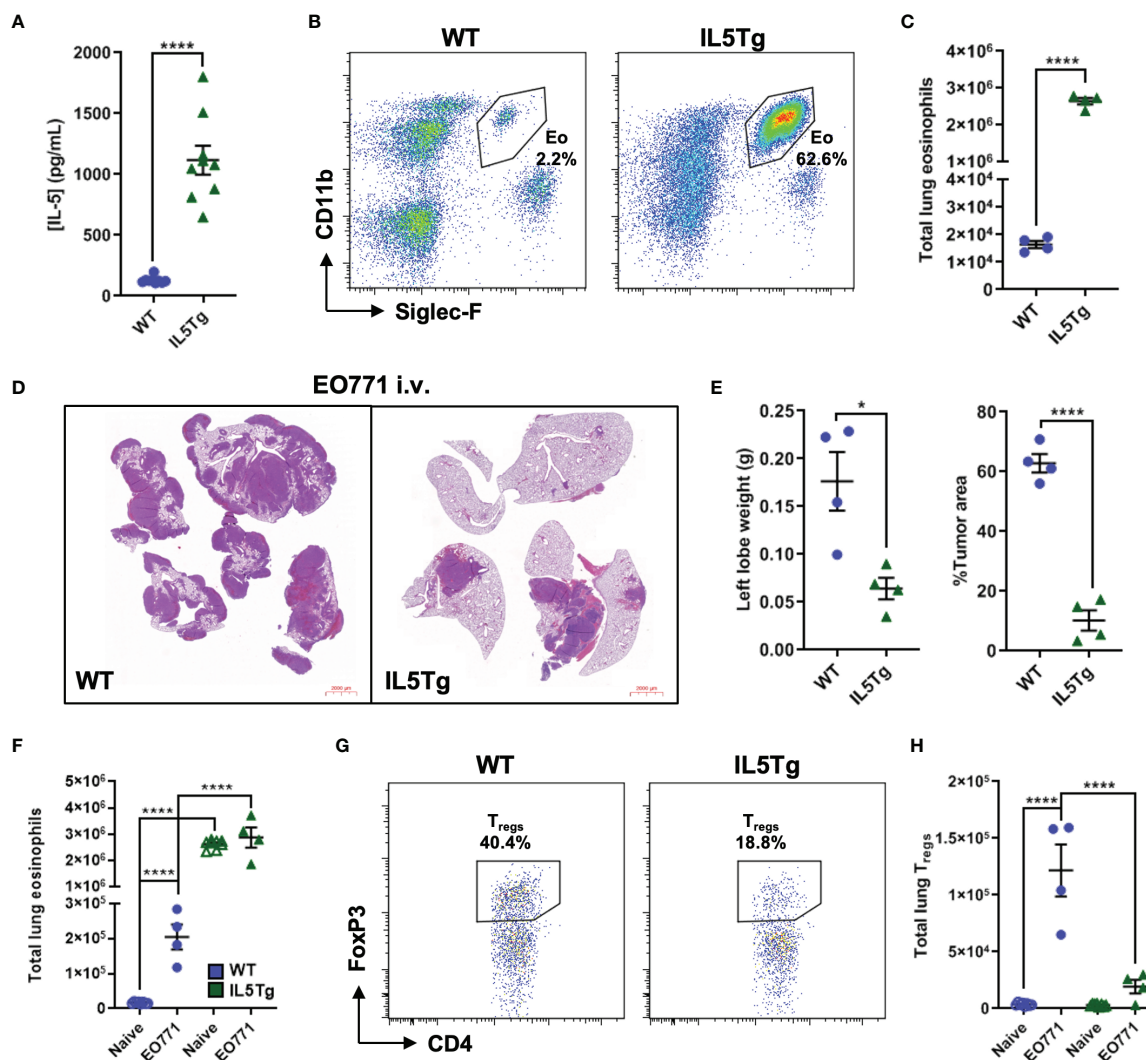 A
[IL-5] (pg/mL)
2000
1500
1000
500
0
****
WT
IL5Tg
B
WT
IL5Tg
Eo
2.2%
Eo
62.6%
CD11b
Siglec-F
C
Total lung eosinophils
4×10⁶
3×10⁶
2×10⁶
1×10⁶
4×10⁴
3×10⁴
2×10⁴
1×10⁴
0
****
WT
IL5Tg
D
EO771 i.v.
WT
2000 µm
IL5Tg
2000 µm
E
Left lobe weight (g)
0.25
0.20
0.15
0.10
0.05
0.00
*
WT
IL5Tg
%Tumor area
80
60
40
20
0
****
WT
IL5Tg
F
Total lung eosinophils
5×10⁶
4×10⁶
3×10⁶
2×10⁶
1×10⁶
3×10⁵
2×10⁵
1×10⁵
0
****
****
****
WT
IL5Tg
Naive
EO771
Naive
EO771
G
WT
IL5Tg
Tregs
40.4%
Tregs
18.8%
FoxP3
CD4
H
Total lung Tregs
2×10⁵
1.5×10⁵
1×10⁵
5×10⁴
0
****
****
Naive
EO771
Naive
EO771